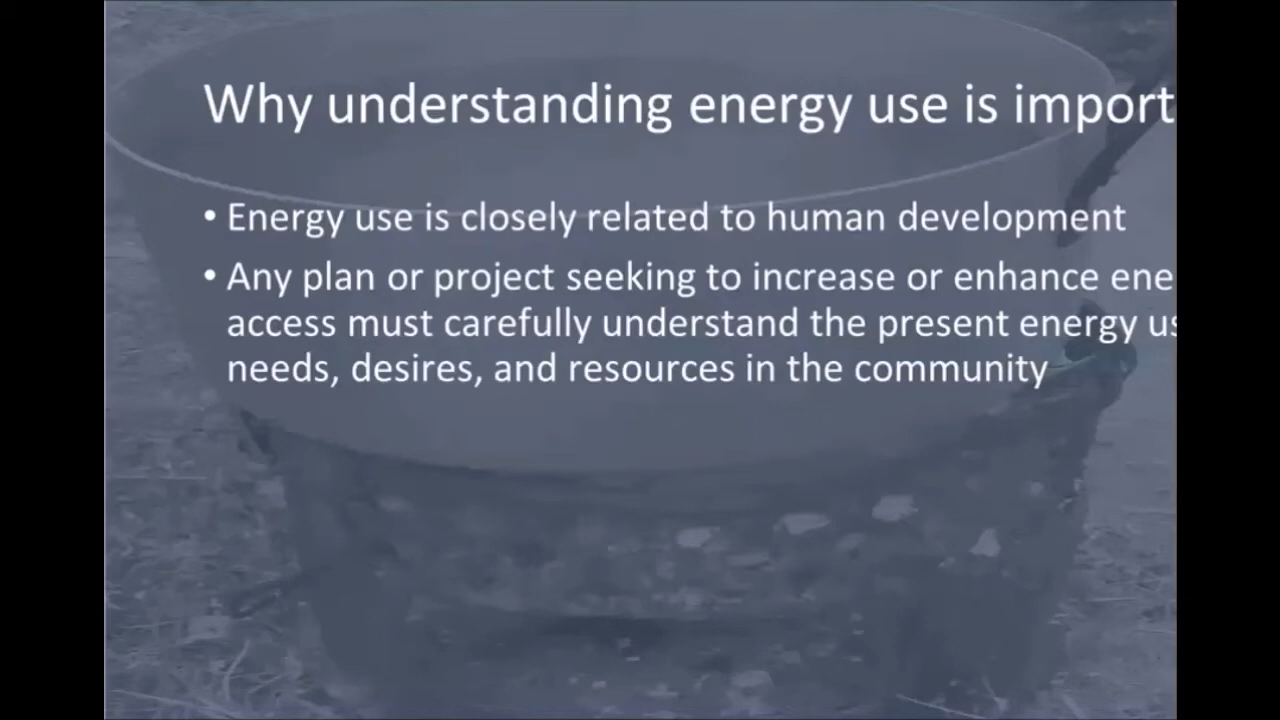 Why understanding energy use is import
• Energy use is closely related to human development
• Any plan or project seeking to increase or enhance ene
access must carefully understand the present energy us
needs, desires, and resources in the community